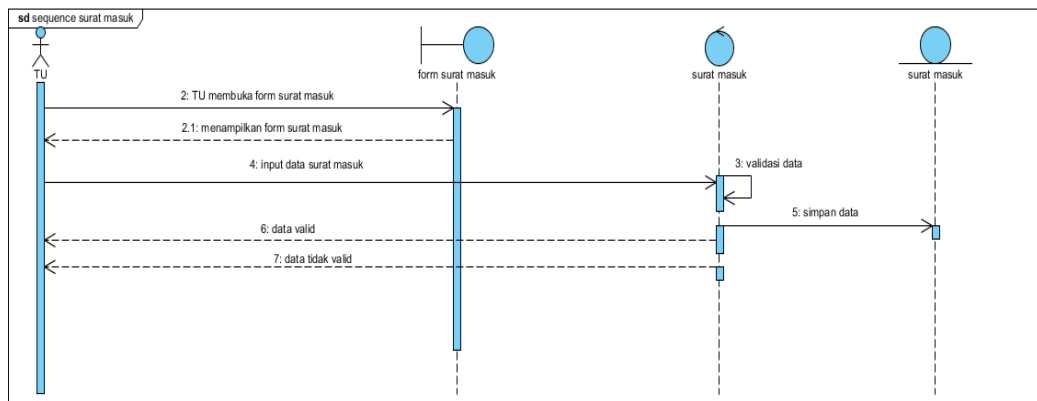 sd sequence surat masuk
TU
form surat masuk
surat masuk
surat masuk
2: TU membuka form surat masuk
2.1: menampilkan form surat masuk
4: input data surat masuk
3: validasi data
5: simpan data
6: data valid
7: data tidak valid